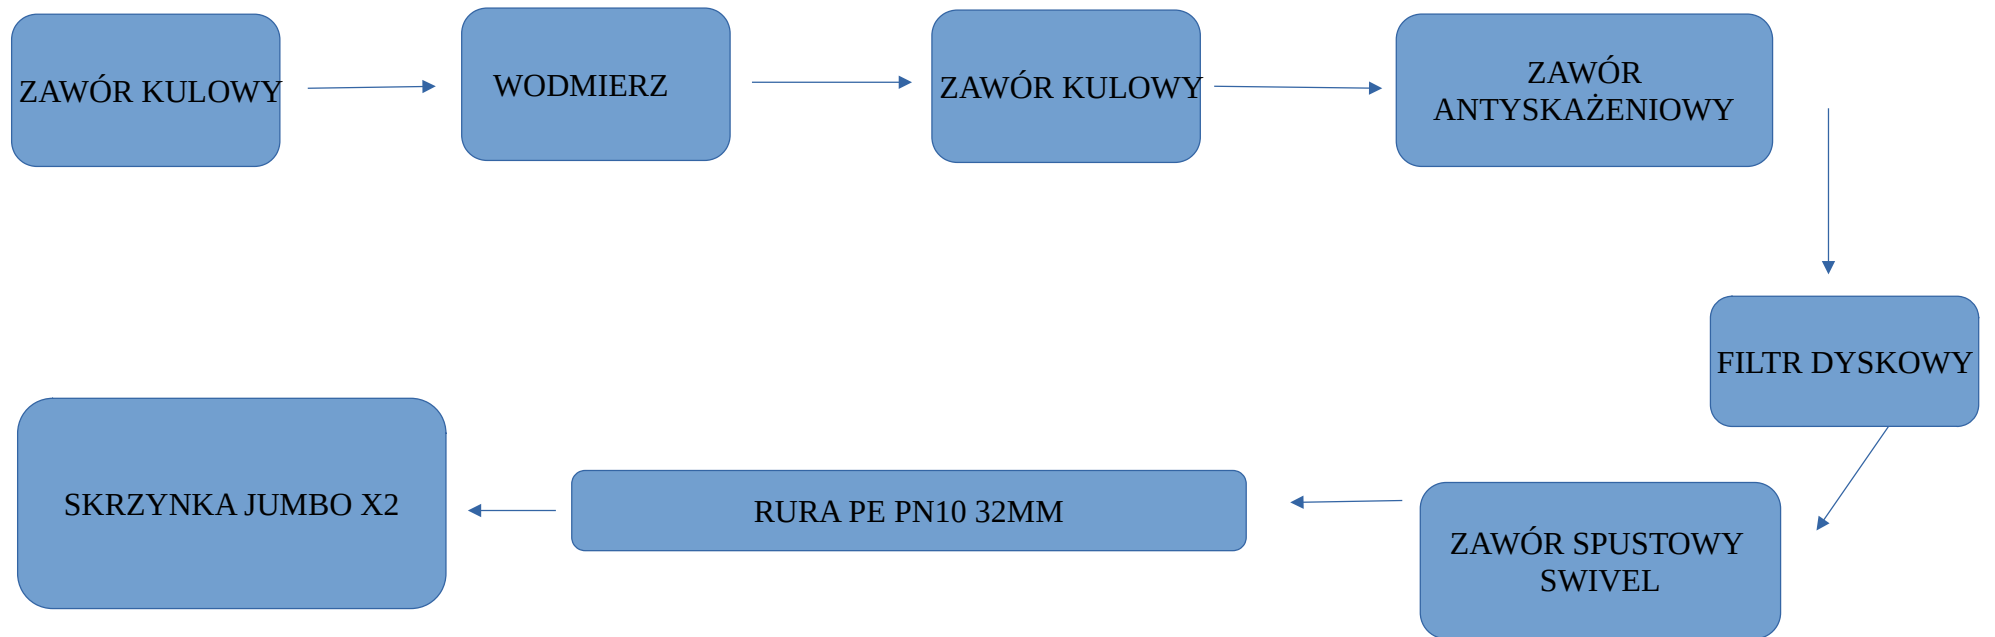 ZAWÓR KULOWY
WODMIERZ
ZAWÓR KULOWY
ZAWÓR
ANTYSKAŻENIOWY
FILTR DYSKOWY
ZAWÓR SPUSTOWY
SWIVEL
RURA PE PN10 32MM
SKRZYNKA JUMBO X2